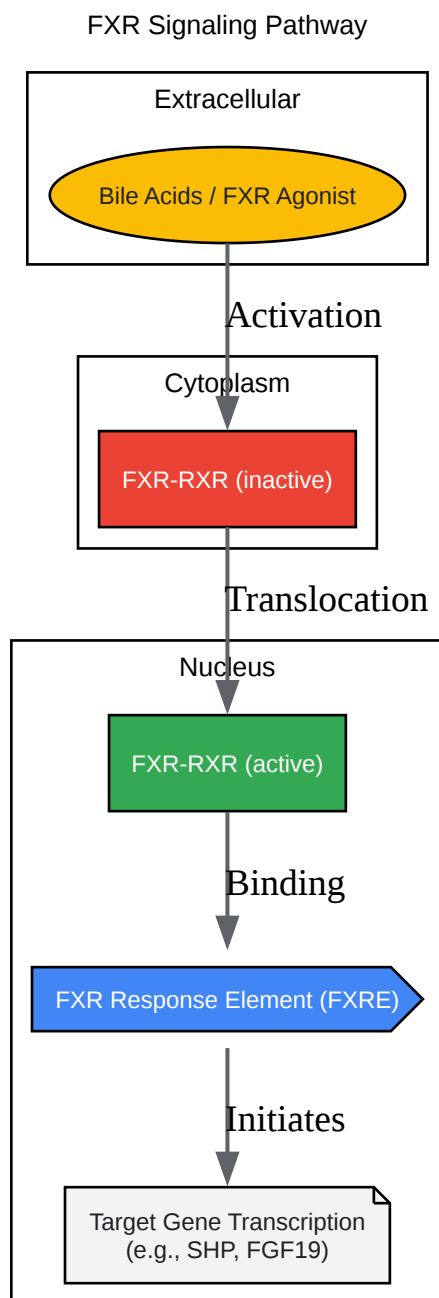 FXR Signaling Pathway
Extracellular
Bile Acids / FXR Agonist
Activation
Cytoplasm
FXR-RXR (inactive)
Translocation
Nucleus
FXR-RXR (active)
Binding
FXR Response Element (FXRE)
Initiates
Target Gene Transcription
(e.g., SHP, FGF19)